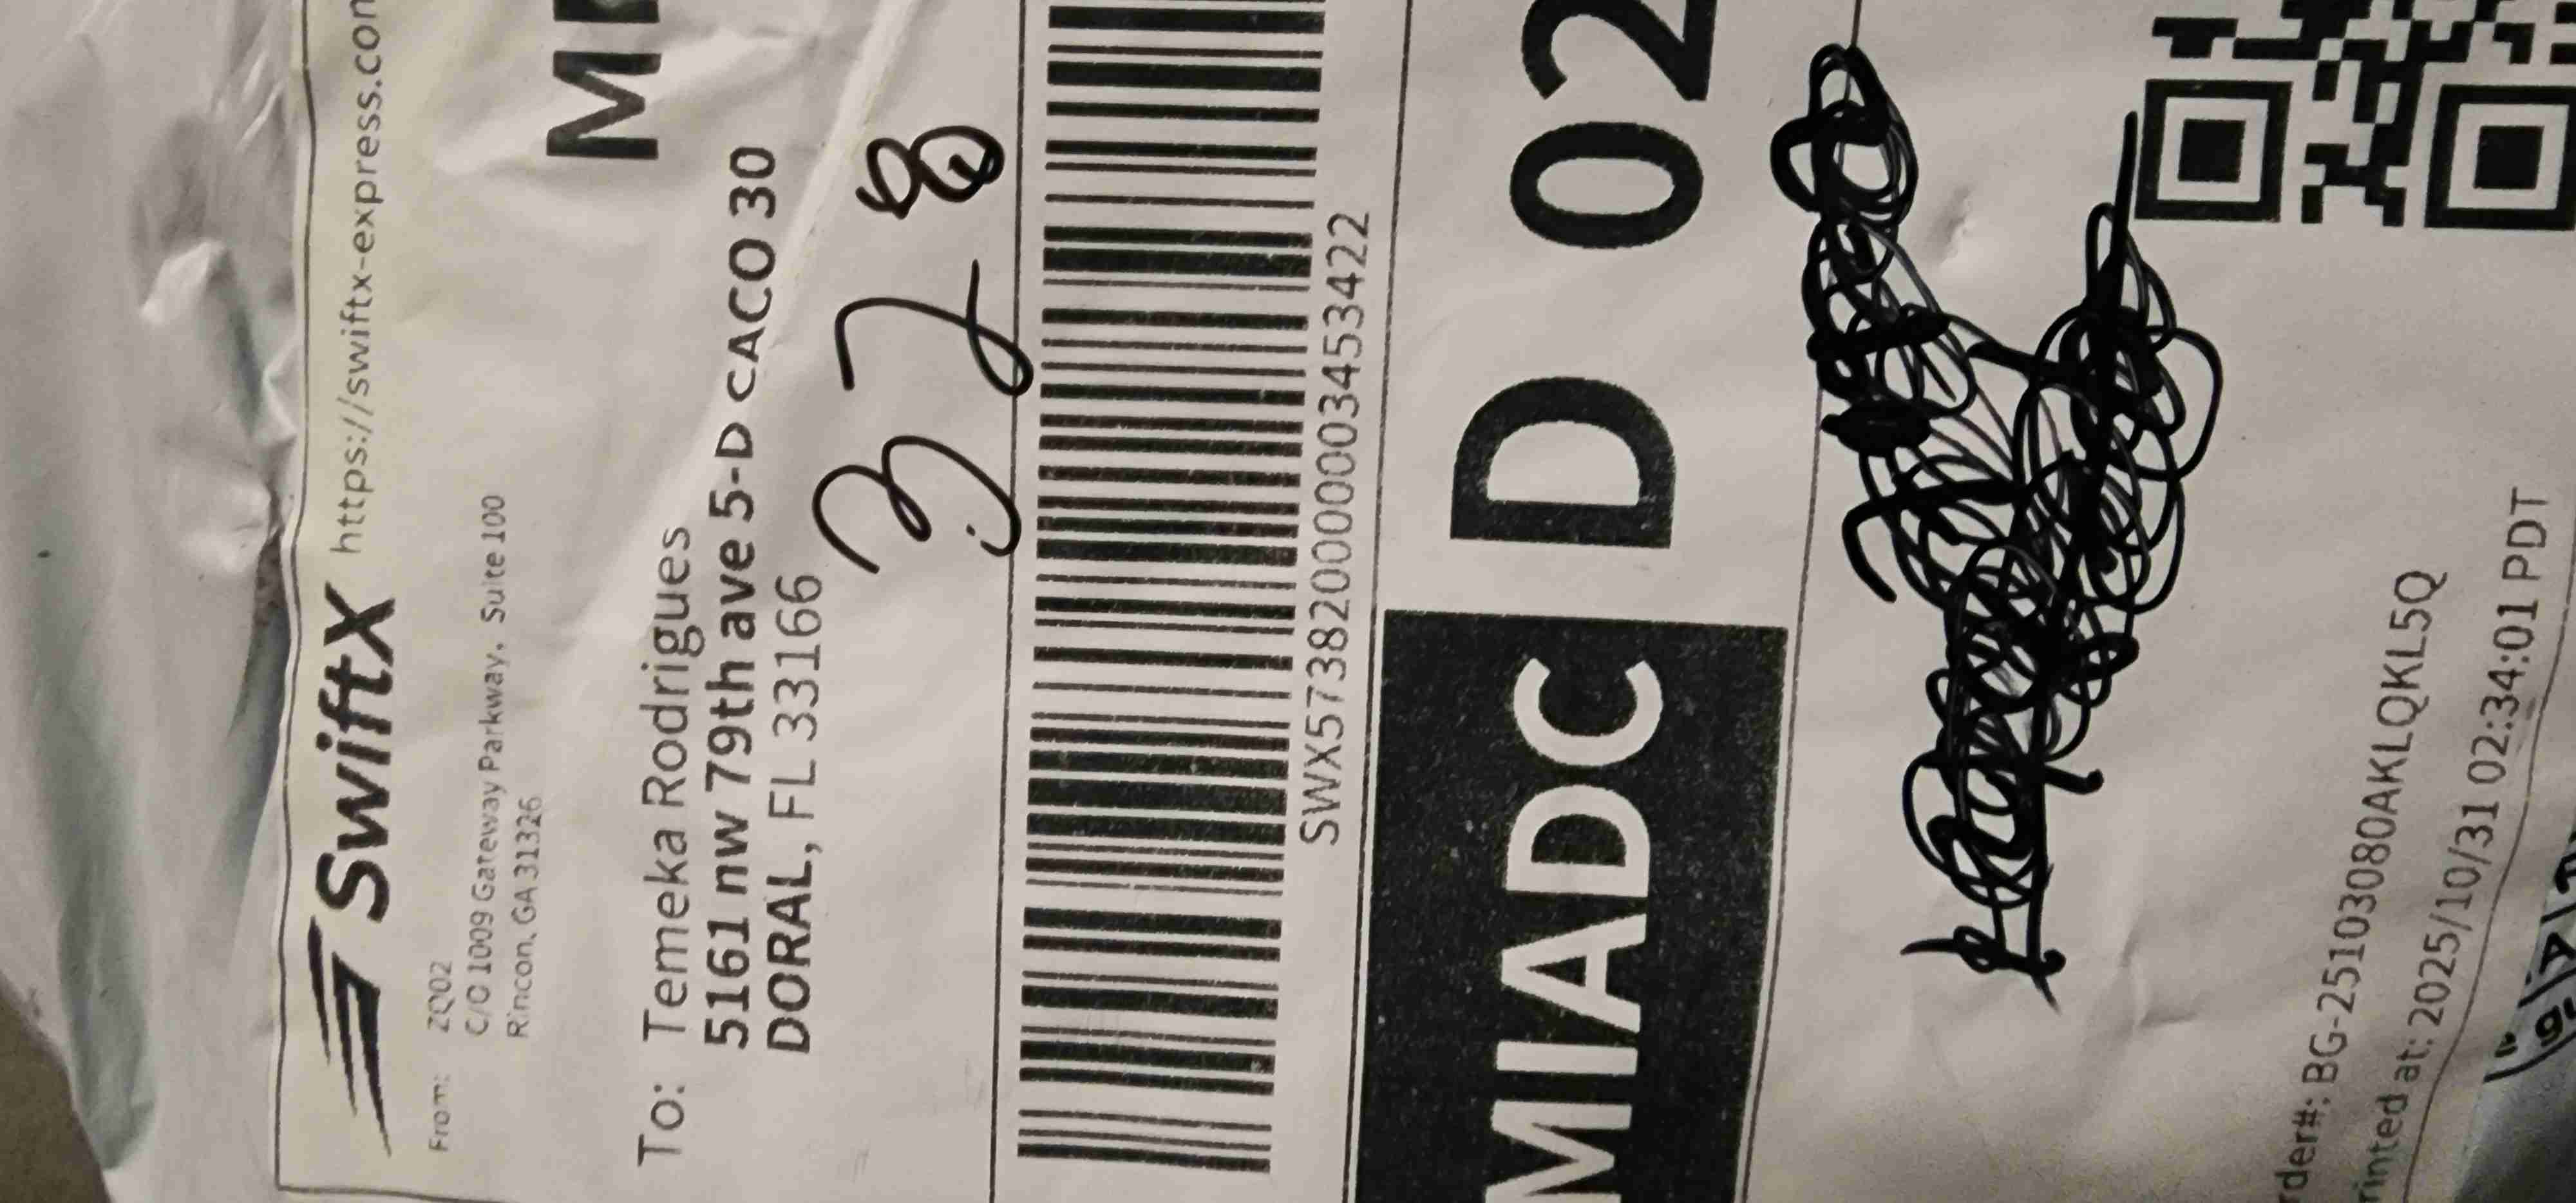 SwiftX https://swiftx-express.com
From: ZQ02
C/O 1009 Gateway Parkway, Suite 100
Rincon, GA 31326
To: Temeka Rodrigues
5161 nw 79th ave 5-D CACO 30
DORAL, FL 33166
328
SWX573820000003453422
MIADC D 02
rder#: BG-25103080AKLQKL5Q
rinted at: 2025/10/31 02:34:01 PDT